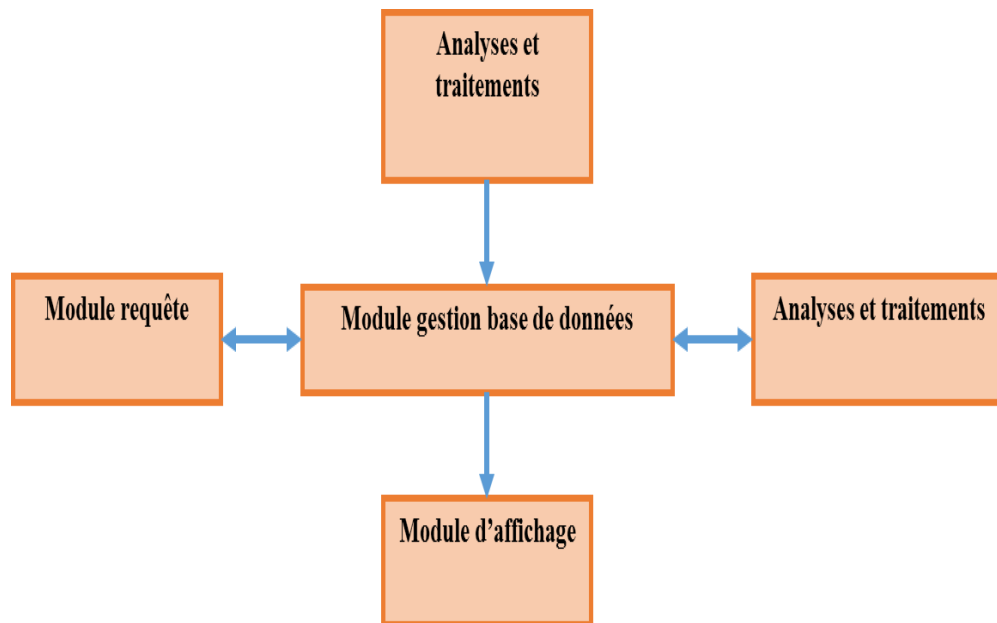 Analyses et
traitements
Module requête
Module gestion base de données
Analyses et traitements
Module d’affichage